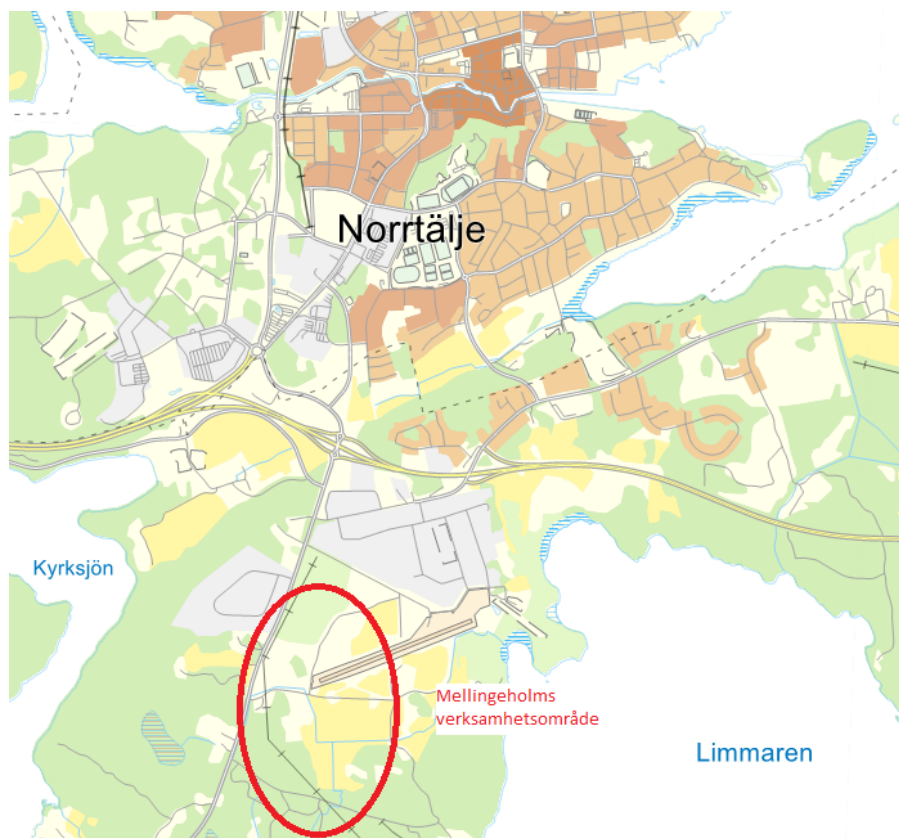 Norrtälje
Kyrksjön
Mellingeholms
verksamhetsområde
Limmaren